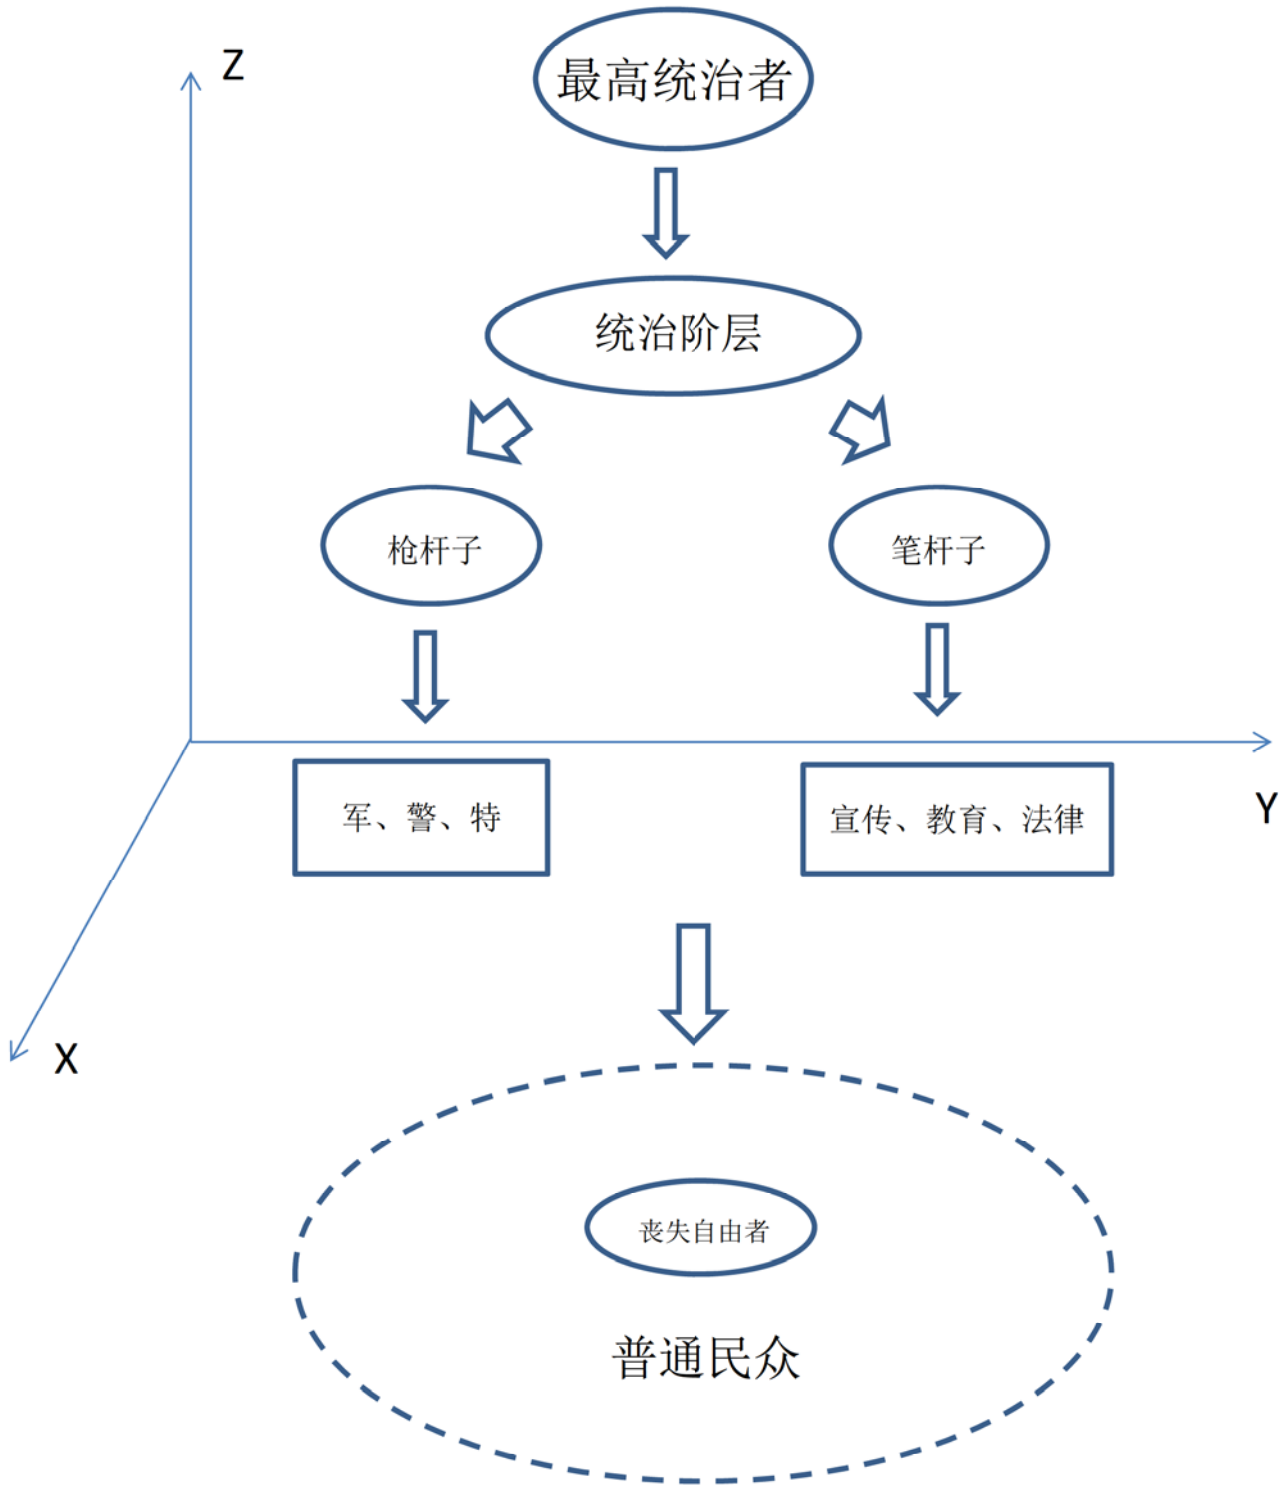 Z
最高统治者
统治阶层
枪杆子
笔杆子
军、警、特
宣传、教育、法律
Y
X
丧失自由者
普通民众